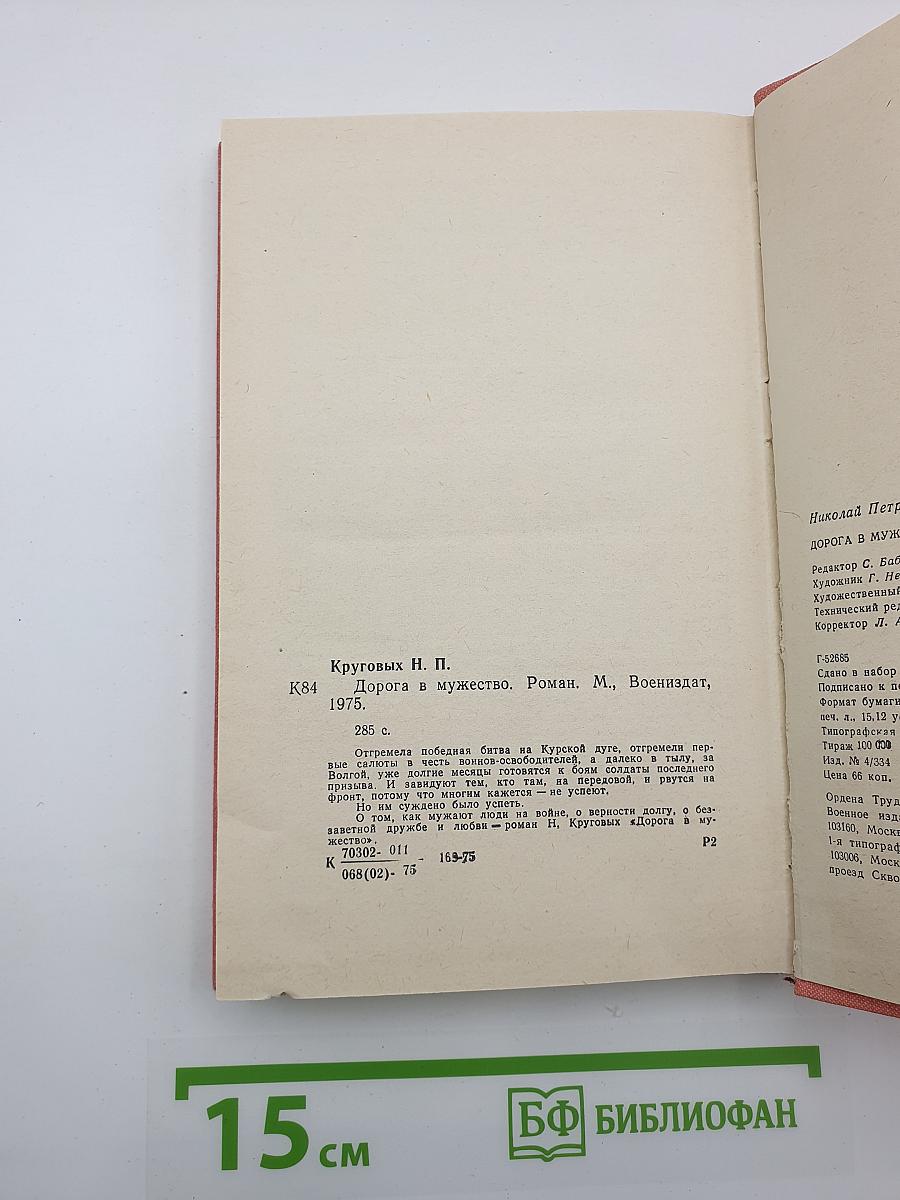 Круговых Н. П.
К84 Дорога в мужество. Роман. М., Воениздат,
1975.
285 с.
Отгремела победная битва на Курской дуге, отгремели пер-
вые салюты в честь воинов-освободителей, а далеко в тылу, за
Волгой, уже долгие месяцы готовятся к боям солдаты последнего
призыва. И завидуют тем, кто там, на передовой, и рвутся на
фронт, потому что многим кажется — не успеют.
Но им суждено было успеть.
О том, как мужают люди на войне, о верности долгу, о без-
заветной дружбе и любви — роман Н. Круговых «Дорога в му-
жество».
Р2
К 70302- 011
068(02)- 75
- 163-75
Николай Петр
ДОРОГА В МУЖ
Редактор С. Баб
Художник Г. Не
Художественный
Технический ред
Корректор Л. А
Г-52685
Сдано в набор
Подписано к пе
Формат бумаги
печ. л., 15,12 у
Типографская
Тираж 100 000
Изд. № 4/334
Цена 66 коп.
Ордена Труд
Военное изда
103160, Москв
1-я типограф
103006, Моск
проезд Скво
15 см
БФ БИБЛИОФАН